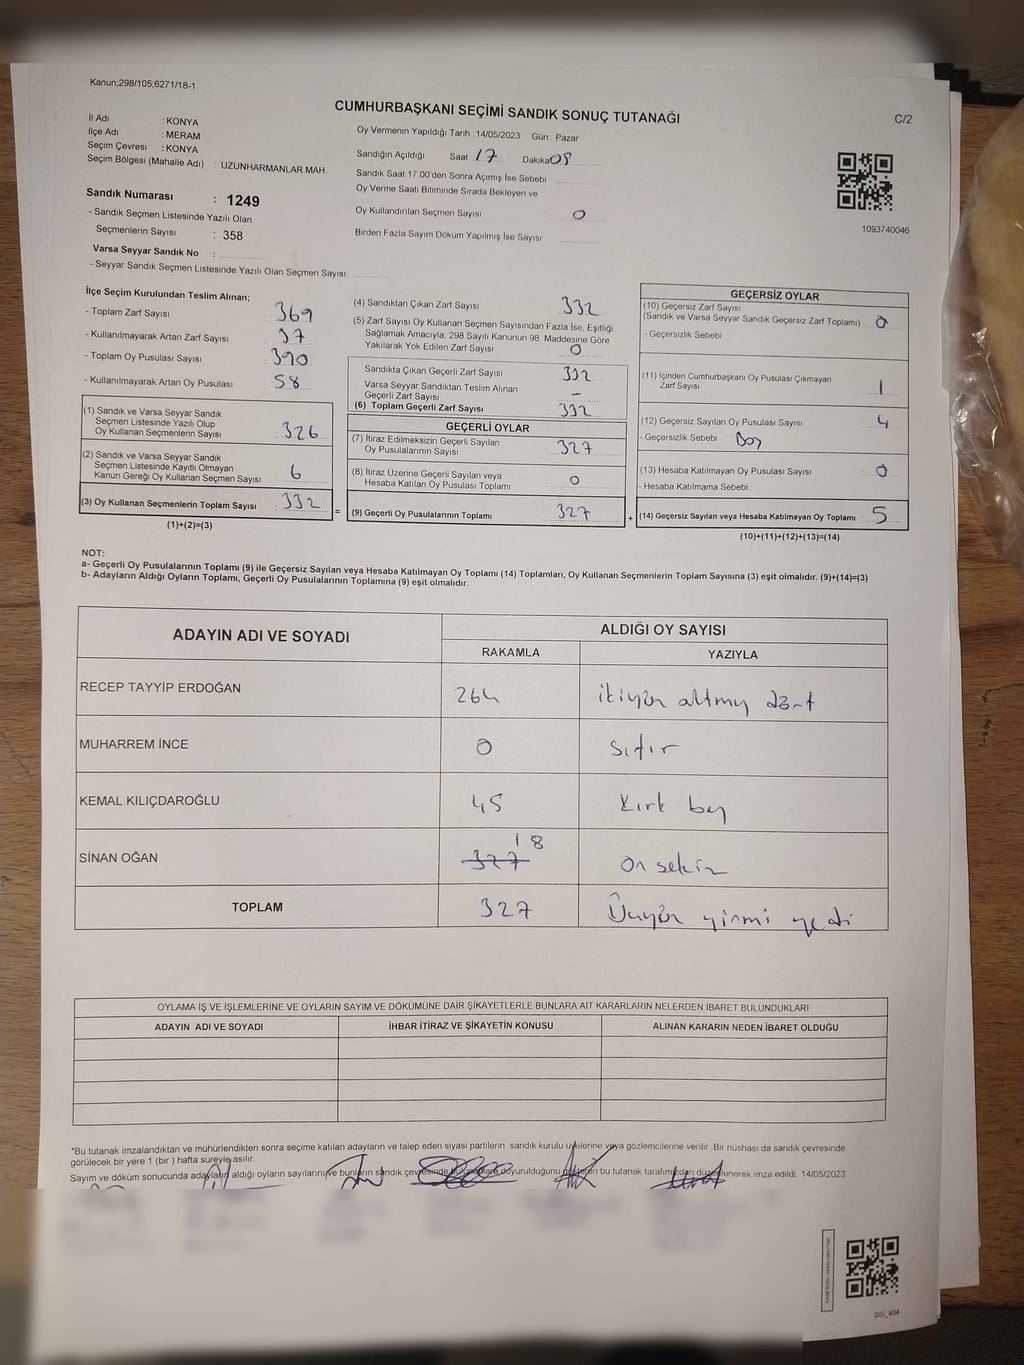 Kanun;298/105;6271/18-1
CUMHURBAŞKANI SEÇİMİ SANDIK SONUÇ TUTANAĞI
C/2
İl Adı : KONYA
İlçe Adı : MERAM
Seçim Çevresi : KONYA
Seçim Bölgesi (Mahalle Adı) : UZUNHARMANLAR MAH.
Sandık Numarası : 1249
- Sandık Seçmen Listesinde Yazılı Olan
Seçmenlerin Sayısı : 358
Varsa Seyyar Sandık No :
- Seyyar Sandık Seçmen Listesinde Yazılı Olan Seçmen Sayısı:
Oy Vermenin Yapıldığı Tarih : 14/05/2023 Gün : Pazar
Sandığın Açıldığı Saat 17 Dakika 08
Sandık Saat 17:00'den Sonra Açımış İse Sebebi
Oy Verme Saati Bitiminde Sırada Bekleyen ve
Oy Kullandırılan Seçmen Sayısı 0
Birden Fazla Sayım Döküm Yapılmış İse Sayısı
1093740046
İlçe Seçim Kurulundan Teslim Alınan;
- Toplam Zarf Sayısı 369
- Kullanılmayarak Artan Zarf Sayısı 37
- Toplam Oy Pusulası Sayısı 390
- Kullanılmayarak Artan Oy Pusulası 58
(1) Sandık ve Varsa Seyyar Sandık
Seçmen Listesinde Yazılı Olup
Oy Kullanan Seçmenlerin Sayısı : 326
(2) Sandık ve Varsa Seyyar Sandık
Seçmen Listesinde Kayıtlı Olmayan
Kanun Gereği Oy Kullanan Seçmen Sayısı : 6
(3) Oy Kullanan Seçmenlerin Toplam Sayısı : 332
(1)+(2)=(3)
=
(4) Sandıktan Çıkan Zarf Sayısı 332
(5) Zarf Sayısı Oy Kullanan Seçmen Sayısından Fazla İse, Eşitliği
Sağlamak Amacıyla; 298 Sayılı Kanunun 98. Maddesine Göre
Yakılarak Yok Edilen Zarf Sayısı 0
Sandıkta Çıkan Geçerli Zarf Sayısı 332
Varsa Seyyar Sandıktan Teslim Alınan
Geçerli Zarf Sayısı -
(6) Toplam Geçerli Zarf Sayısı 332
GEÇERLİ OYLAR
(7) İtiraz Edilmeksizin Geçerli Sayılan
Oy Pusulalarının Sayısı 327
(8) İtiraz Üzerine Geçerli Sayılan veya
Hesaba Katılan Oy Pusulası Toplamı 0
(9) Geçerli Oy Pusulalarının Toplamı 327
+
GEÇERSİZ OYLAR
(10) Geçersiz Zarf Sayısı
(Sandık ve Varsa Seyyar Sandık Geçersiz Zarf Toplamı) 0
- Geçersizlik Sebebi :
(11) İçinden Cumhurbaşkanı Oy Pusulası Çıkmayan
Zarf Sayısı 1
(12) Geçersiz Sayılan Oy Pusulası Sayısı 4
- Geçersizlik Sebebi : Boş
(13) Hesaba Katılmayan Oy Pusulası Sayısı 0
- Hesaba Katılmama Sebebi :
(14) Geçersiz Sayılan veya Hesaba Katılmayan Oy Toplamı 5
(10)+(11)+(12)+(13)=(14)
NOT:
a- Geçerli Oy Pusulalarının Toplamı (9) ile Geçersiz Sayılan veya Hesaba Katılmayan Oy Toplamı (14) Toplamları, Oy Kullanan Seçmenlerin Toplam Sayısına (3) eşit olmalıdır. (9)+(14)=(3)
b- Adayların Aldığı Oyların Toplamı, Geçerli Oy Pusulalarının Toplamına (9) eşit olmalıdır.
ADAYIN ADI VE SOYADI
ALDIĞI OY SAYISI
RAKAMLA YAZIYLA
RECEP TAYYİP ERDOĞAN 264 ikiyüz altmış dört
MUHARREM İNCE 0 sıfır
KEMAL KILIÇDAROĞLU 45 kırk beş
SİNAN OĞAN 327 18 on sekiz
TOPLAM 327 Üçyüz yirmi yedi
OYLAMA İŞ VE İŞLEMLERİNE VE OYLARIN SAYIM VE DÖKÜMÜNE DAİR ŞİKAYETLERLE BUNLARA AİT KARARLARIN NELERDEN İBARET BULUNDUKLARI
ADAYIN ADI VE SOYADI İHBAR İTİRAZ VE ŞİKAYETİN KONUSU ALINAN KARARIN NEDEN İBARET OLDUĞU
*Bu tutanak imzalandıktan ve mühürlendikten sonra seçime katılan adayların ve talep eden siyasi partilerin sandık kurulu üyelerine veya gözlemcilerine verilir. Bir nüshası da sandık çevresinde
görülecek bir yere 1 (bir ) hafta süreyle asılır.
Sayım ve döküm sonucunda adayların aldığı oyların sayılarını ve bunların sandık çevresinde duyurulduğunu bu tutanak tarafımızdan düzenlenerek imza edildi. 14/05/2023
SSİ_404